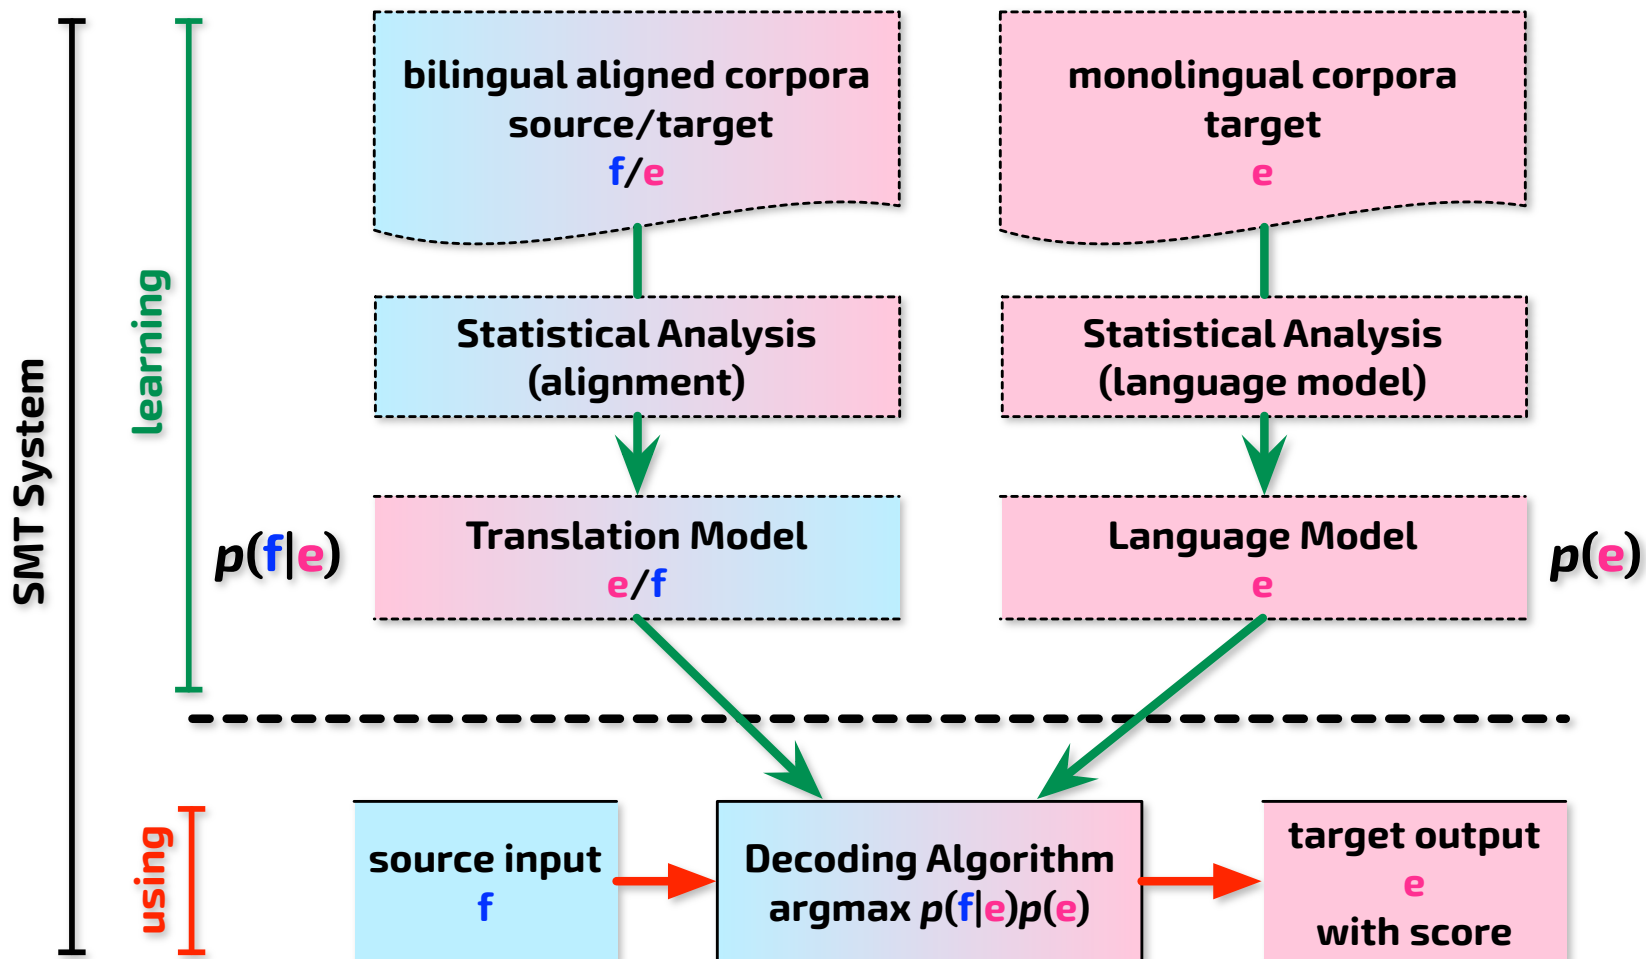 SMT System
learning
bilingual aligned corpora
source/target
f/e
monolingual corpora
target
e
Statistical Analysis
(alignment)
Statistical Analysis
(language model)
p(f|e)
Translation Model
e/f
Language Model
e
p(e)
using
source input
f
Decoding Algorithm
argmax p(f|e)p(e)
target output
e
with score